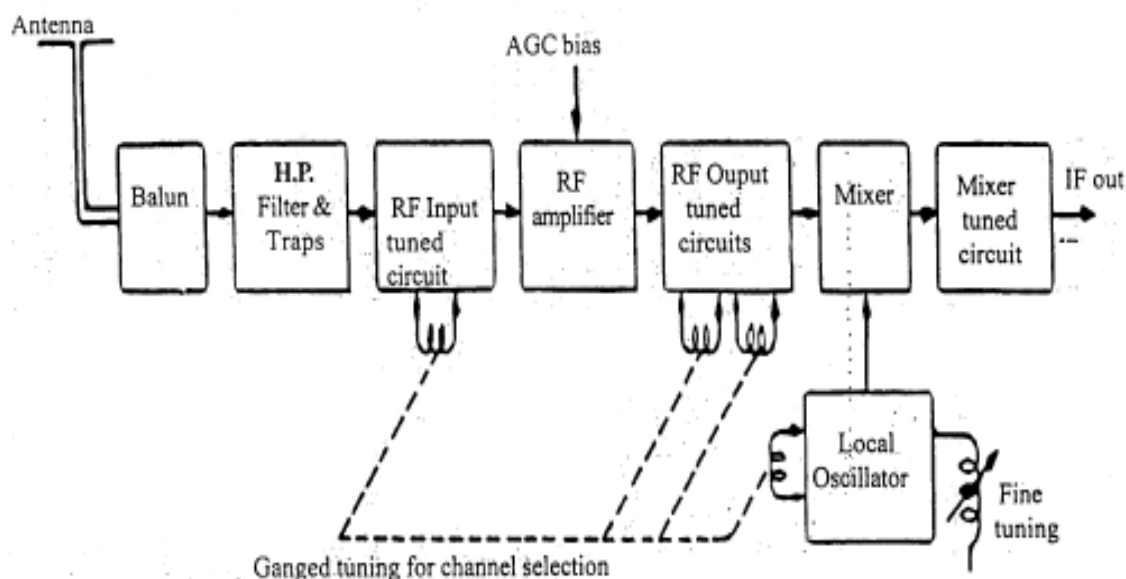 Antenna
AGC bias
Balun
H.P.
Filter &
Traps
RF Input
tuned
circuit
RF
amplifier
RF Ouput
tuned
circuits
Mixer
Mixer
tuned
circuit
IF out
Local
Oscillator
Fine
tuning
Ganged tuning for channel selection